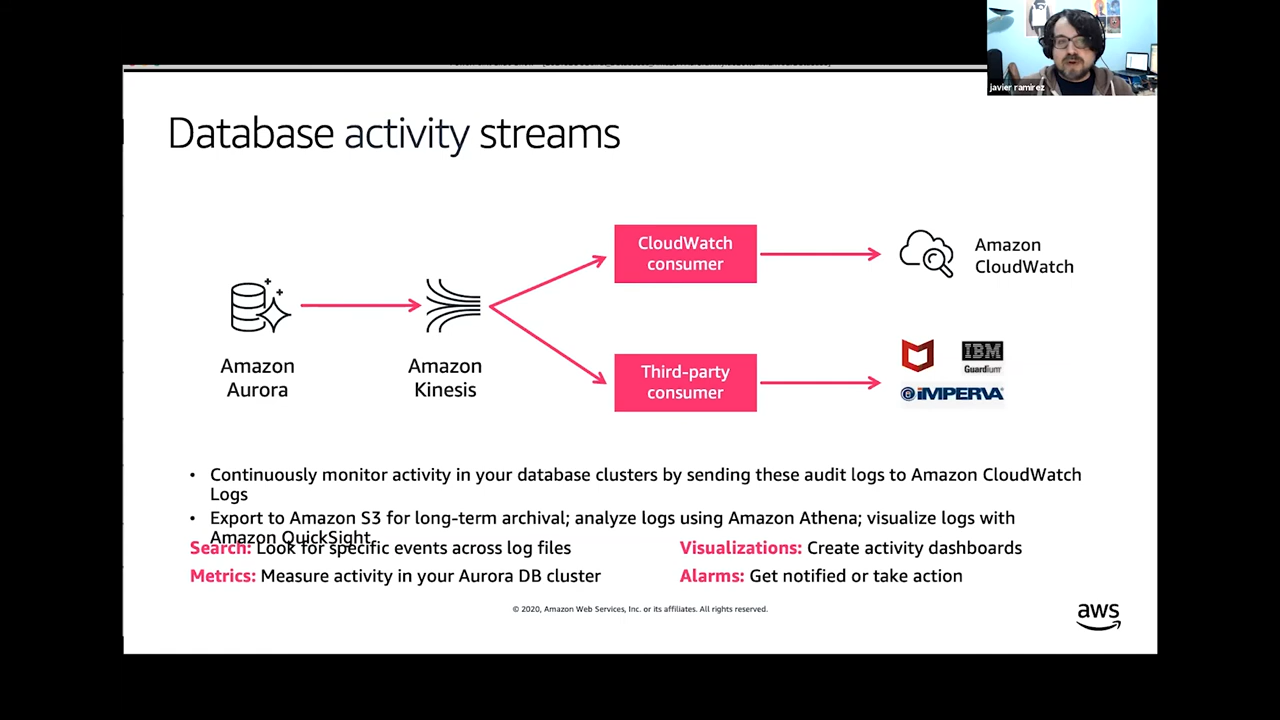 javier ramirez
Database activity streams
CloudWatch
consumer
Amazon
CloudWatch
Amazon
Aurora
Amazon
Kinesis
Third-party
consumer
IBM
Guardium
iMPERVA
Continuously monitor activity in your database clusters by sending these audit logs to Amazon CloudWatch
Logs
Export to Amazon S3 for long-term archival; analyze logs using Amazon Athena; visualize logs with
Amazon QuickSight.
Search: Look for specific events across log files
Visualizations: Create activity dashboards
Metrics: Measure activity in your Aurora DB cluster
Alarms: Get notified or take action
© 2020, Amazon Web Services, Inc. or its affiliates. All rights reserved.
aws